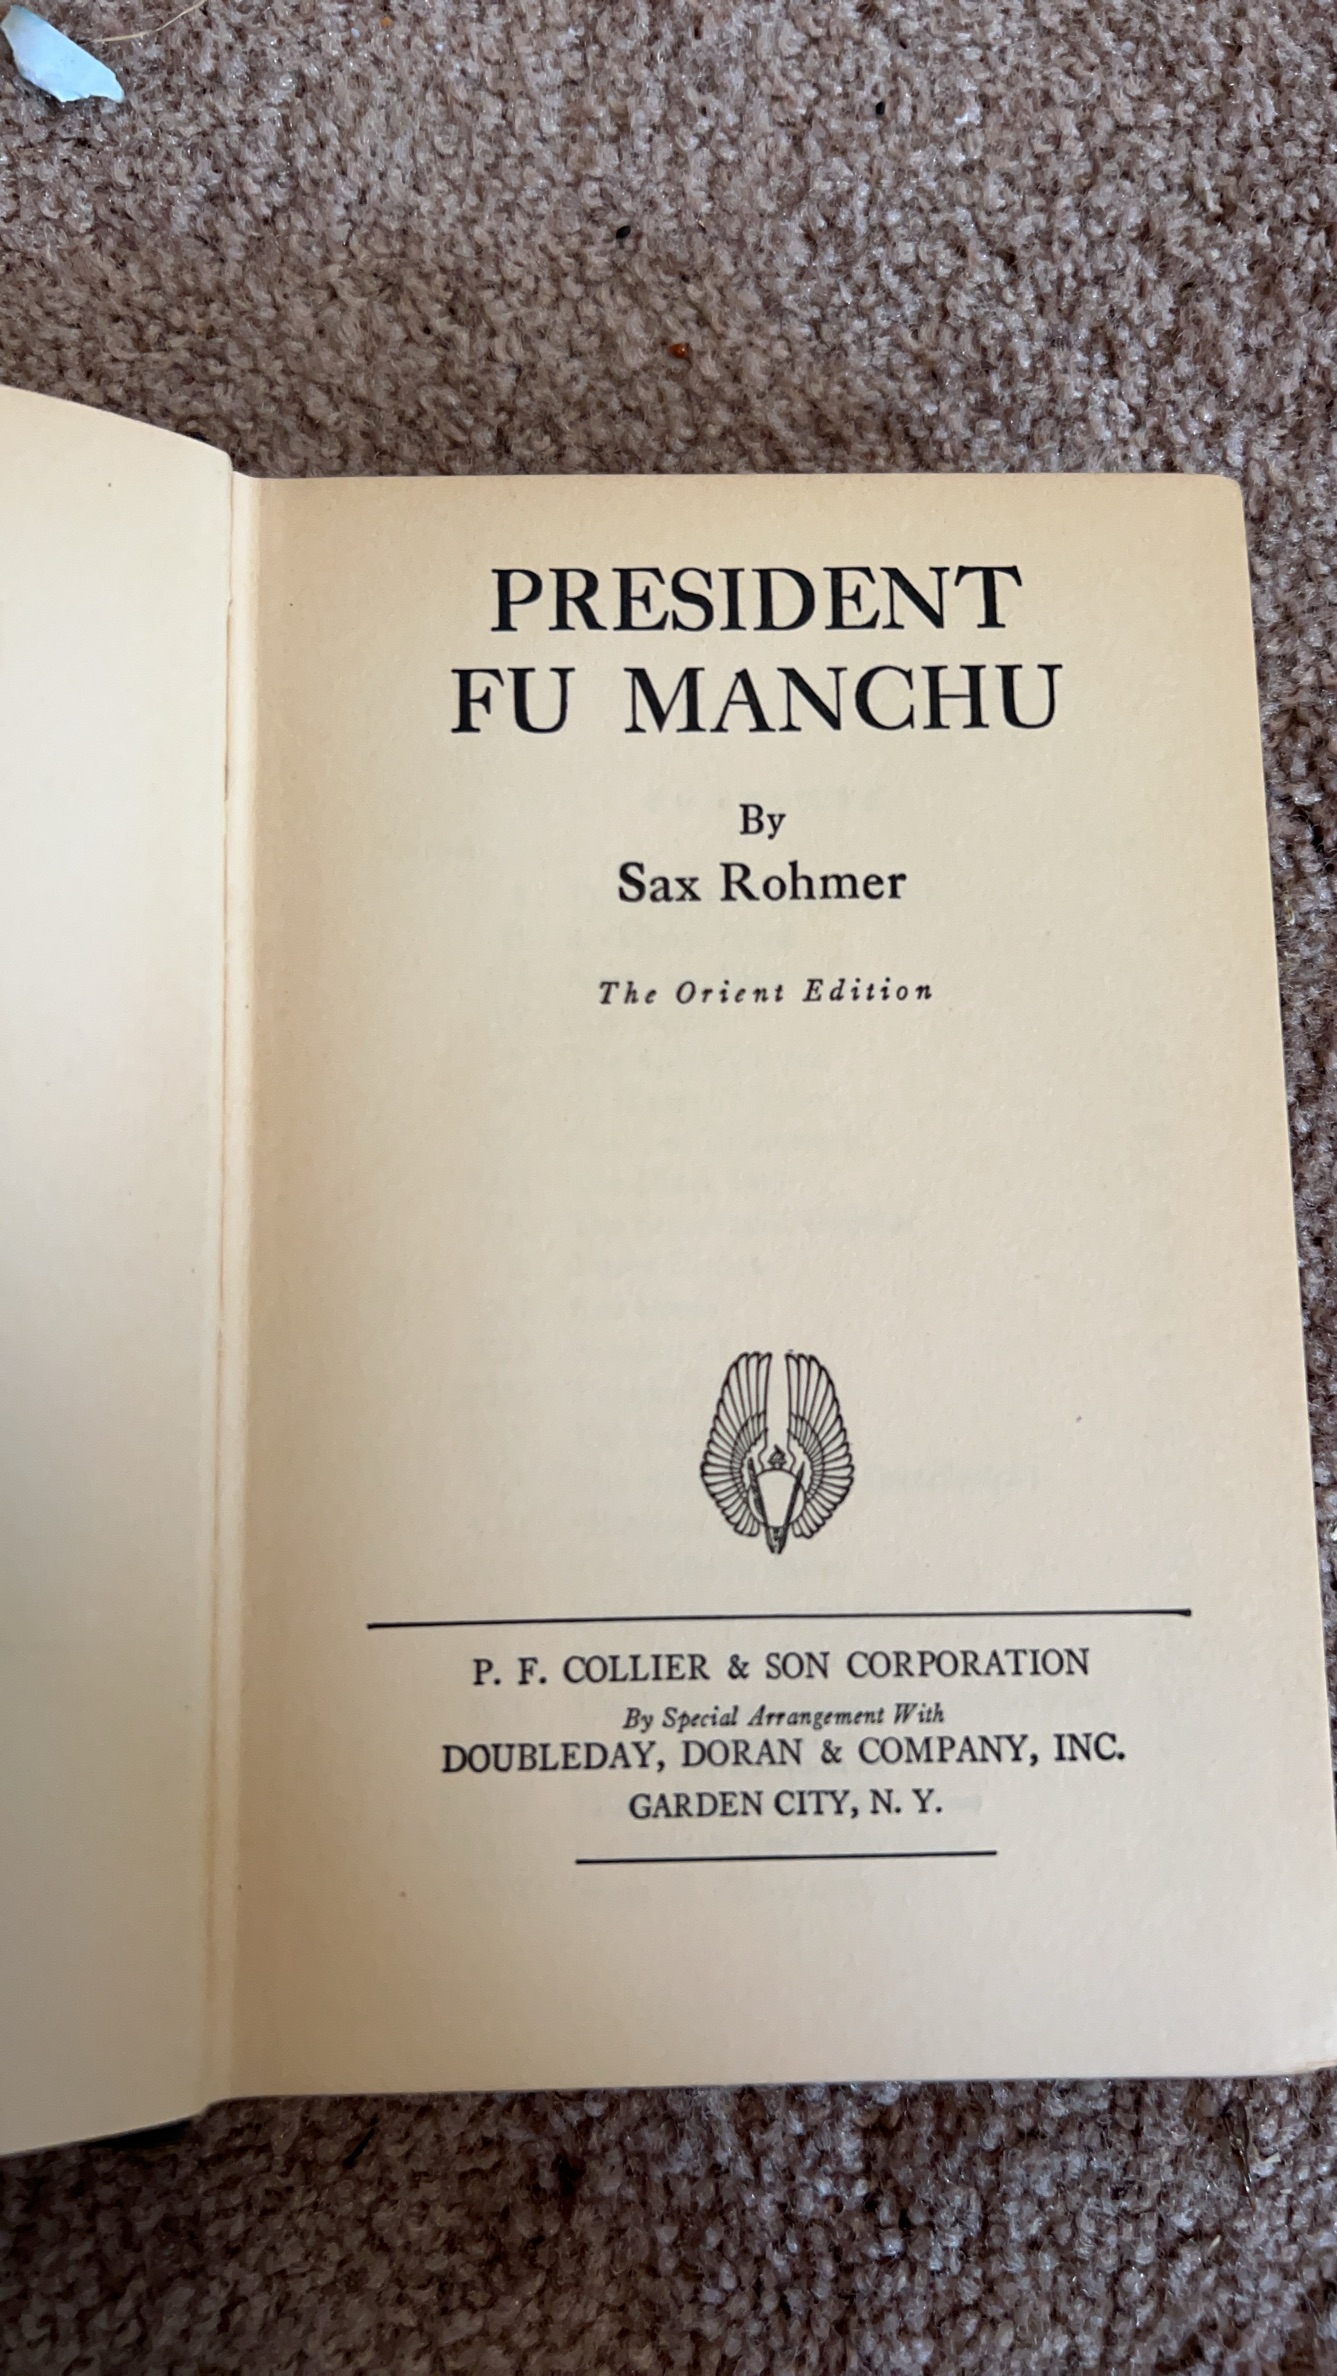 PRESIDENT
FU MANCHU
By
Sax Rohmer
The Orient Edition
P. F. COLLIER & SON CORPORATION
By Special Arrangement With
DOUBLEDAY, DORAN & COMPANY, INC.
GARDEN CITY, N. Y.